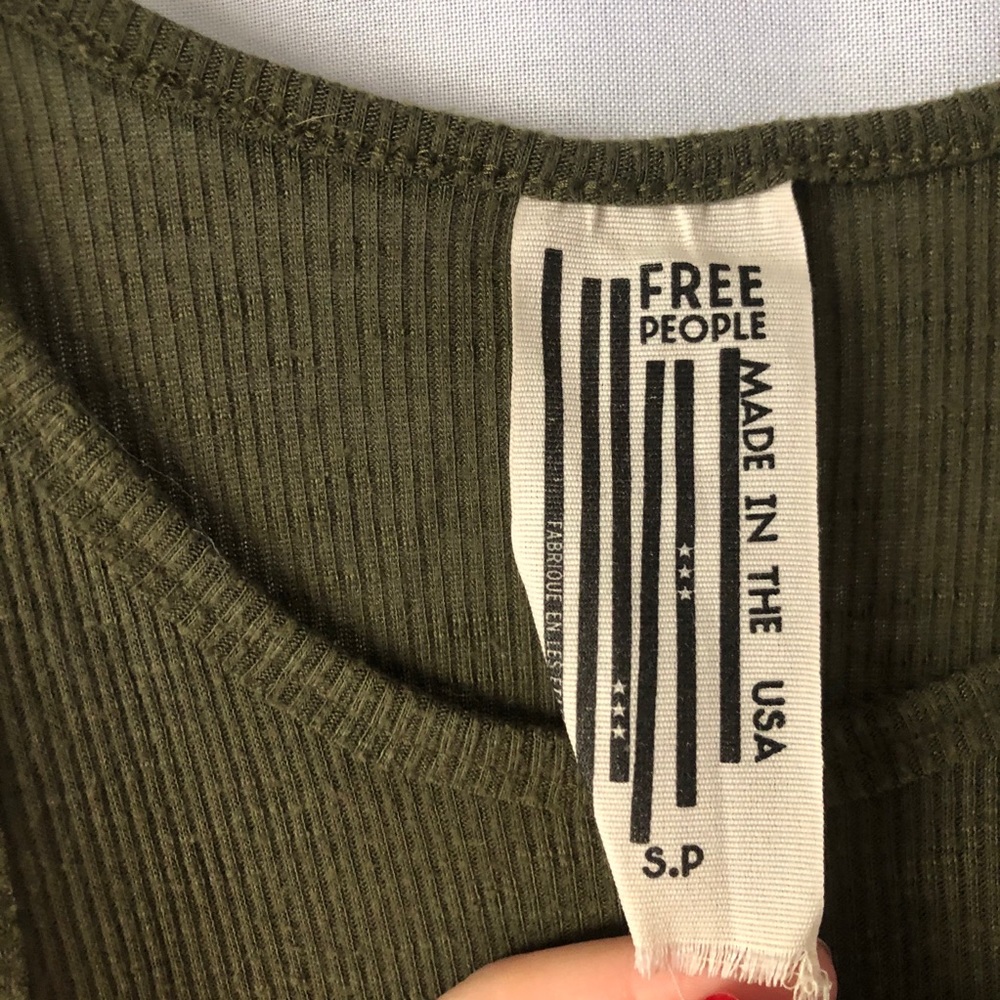 FREE
PEOPLE
MADE IN THE USA
FABRIQUE EN LES
S.P